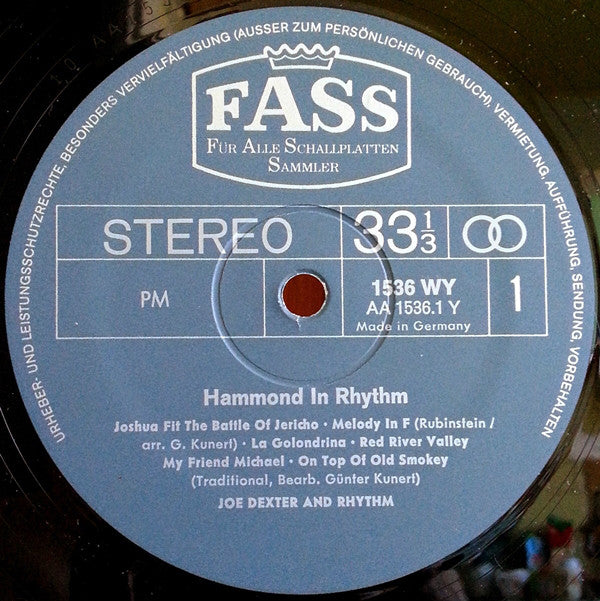 URHEBER- UND LEISTUNGSSCHUTZRECHTE, BESONDERS VERVIELFÄLTIGUNG (AUSSER ZUM PERSÖNLICHEN GEBRAUCH), VERMIETUNG, AUFFÜHRUNG, SENDUNG, VORBEHALTEN
FASS
FÜR ALLE SCHALLPLATTEN
SAMMLER
STEREO 33 1/3
PM 1536 WY 1
AA 1536.1 Y
Made in Germany
Hammond In Rhythm
Joshua Fit The Battle Of Jericho · Melody In F (Rubinstein /
arr. G. Kunert) · La Golondrina · Red River Valley
My Friend Michael · On Top Of Old Smokey
(Traditional, Bearb. Günter Kunert)
JOE DEXTER AND RHYTHM